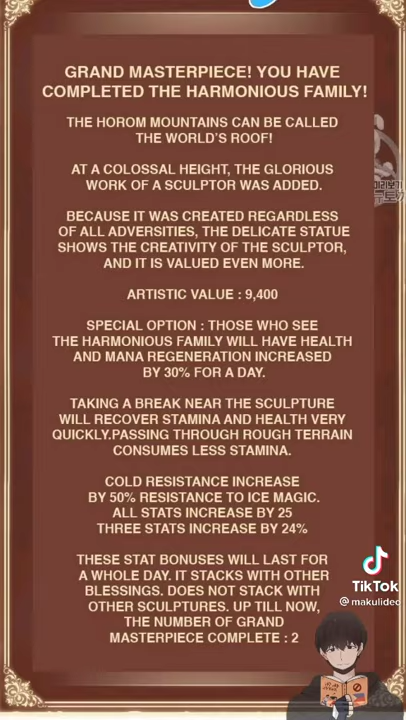 GRAND MASTERPIECE! YOU HAVE
COMPLETED THE HARMONIOUS FAMILY!
THE HOROM MOUNTAINS CAN BE CALLED
THE WORLD'S ROOF!
AT A COLOSSAL HEIGHT, THE GLORIOUS
WORK OF A SCULPTOR WAS ADDED.
BECAUSE IT WAS CREATED REGARDLESS
OF ALL ADVERSITIES, THE DELICATE STATUE
SHOWS THE CREATIVITY OF THE SCULPTOR,
AND IT IS VALUED EVEN MORE.
ARTISTIC VALUE : 9,400
SPECIAL OPTION : THOSE WHO SEE
THE HARMONIOUS FAMILY WILL HAVE HEALTH
AND MANA REGENERATION INCREASED
BY 30% FOR A DAY.
TAKING A BREAK NEAR THE SCULPTURE
WILL RECOVER STAMINA AND HEALTH VERY
QUICKLY.PASSING THROUGH ROUGH TERRAIN
CONSUMES LESS STAMINA.
COLD RESISTANCE INCREASE
BY 50% RESISTANCE TO ICE MAGIC.
ALL STATS INCREASE BY 25
THREE STATS INCREASE BY 24%
THESE STAT BONUSES WILL LAST FOR
A WHOLE DAY. IT STACKS WITH OTHER
BLESSINGS. DOES NOT STACK WITH
OTHER SCULPTURES. UP TILL NOW,
THE NUMBER OF GRAND
MASTERPIECE COMPLETE : 2
TikTok
@makulideo